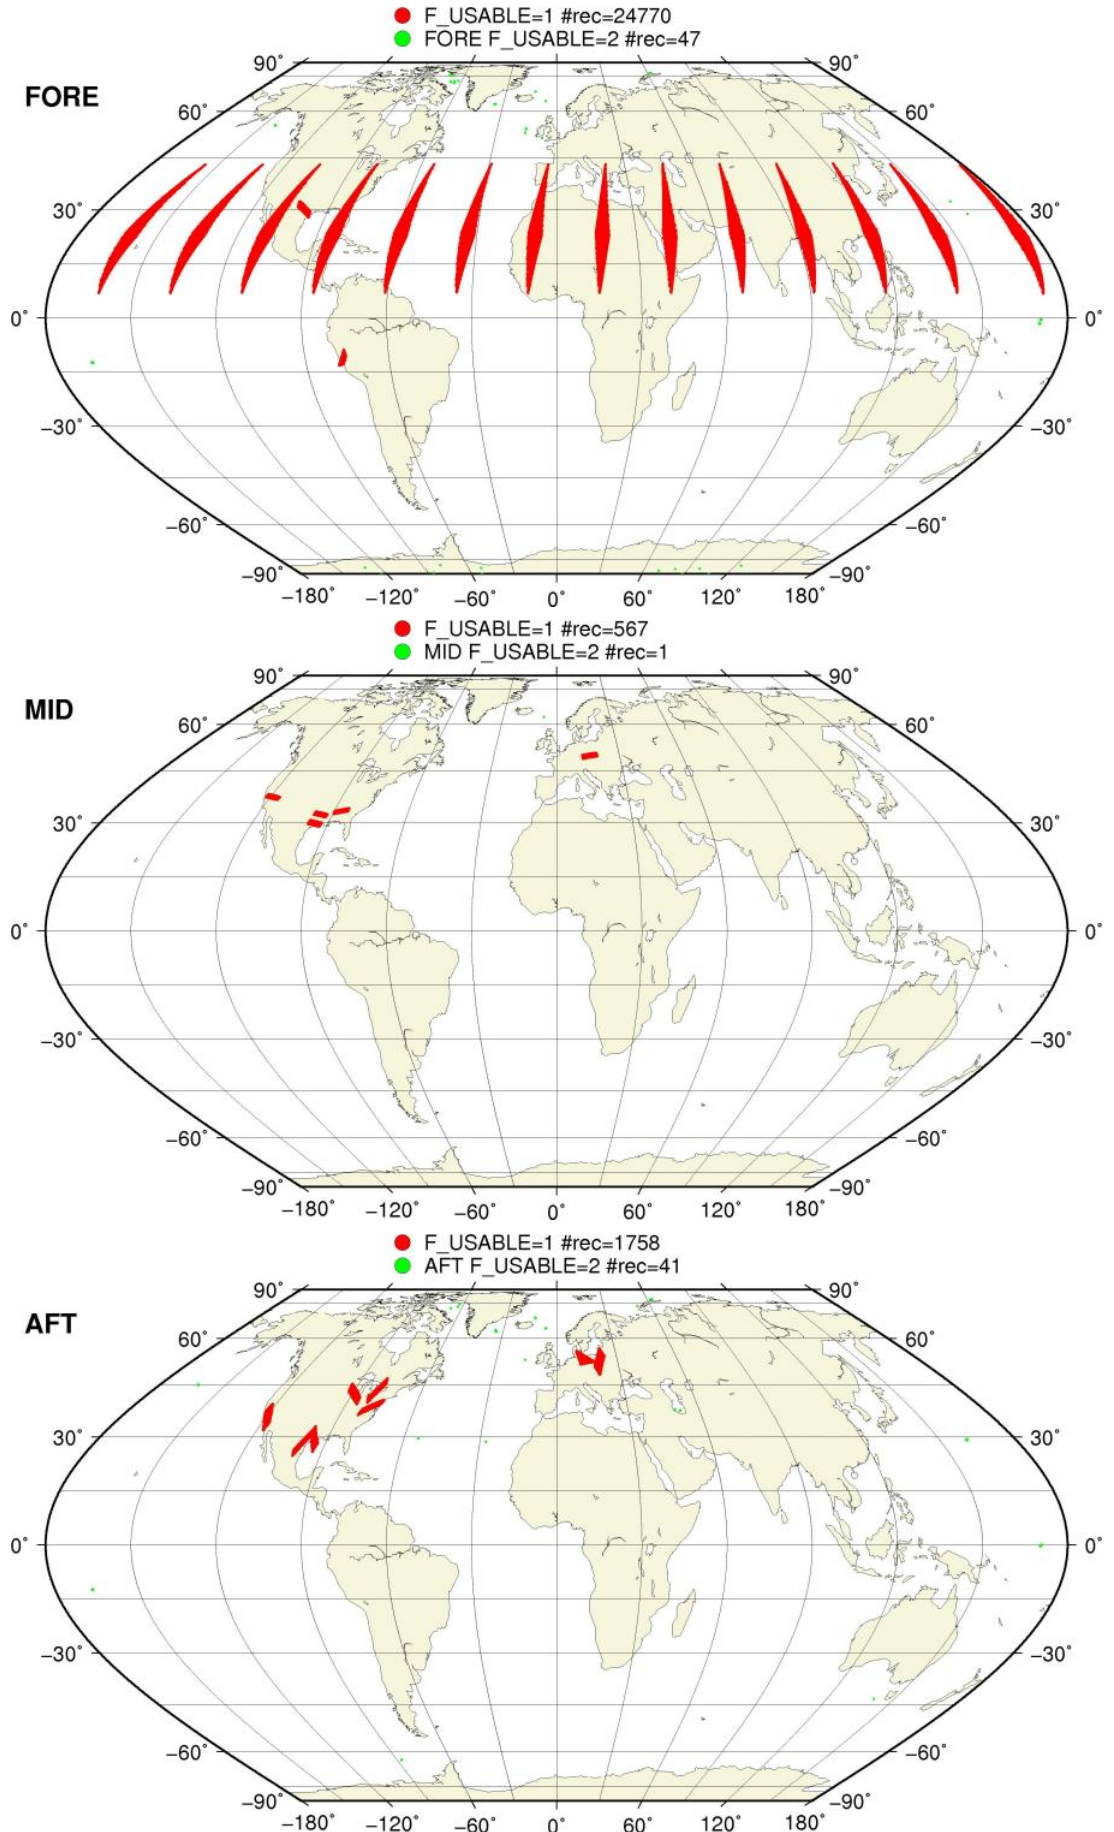 F_USABLE=1 #rec=24770
FORE F_USABLE=2 #rec=47
FORE
90° 90°
60° 60°
30° 30°
0° 0°
−30° −30°
−60° −60°
−90° −90°
−180° −120° −60° 0° 60° 120° 180°
F_USABLE=1 #rec=567
MID F_USABLE=2 #rec=1
MID
90° 90°
60° 60°
30° 30°
0° 0°
−30° −30°
−60° −60°
−90° −90°
−180° −120° −60° 0° 60° 120° 180°
F_USABLE=1 #rec=1758
AFT F_USABLE=2 #rec=41
AFT
90° 90°
60° 60°
30° 30°
0° 0°
−30° −30°
−60° −60°
−90° −90°
−180° −120° −60° 0° 60° 120° 180°